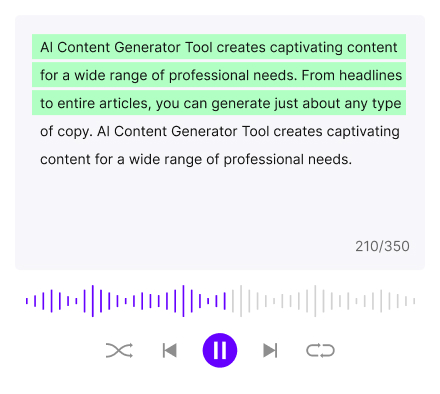 AI Content Generator Tool creates captivating content
for a wide range of professional needs. From headlines
to entire articles, you can generate just about any type
of copy. AI Content Generator Tool creates captivating
content for a wide range of professional needs.
210/350